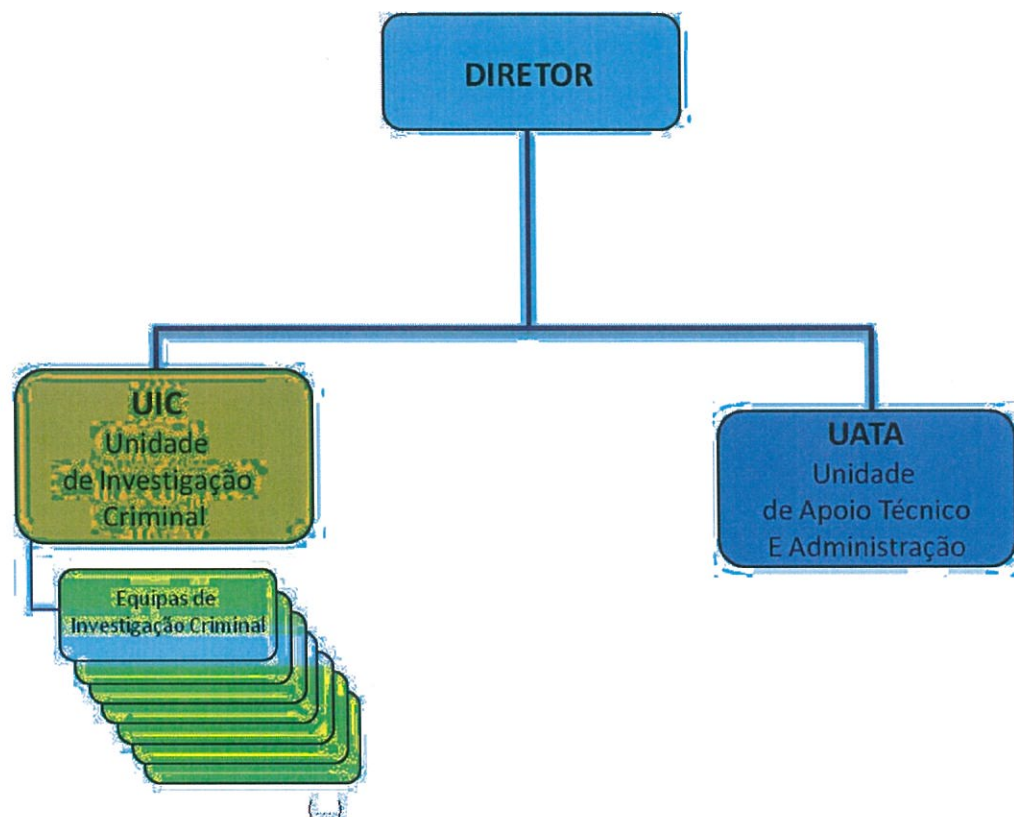 DIRETOR
UIC
Unidade
de Investigação
Criminal
UATA
Unidade
de Apoio Técnico
E Administração
Equipas de
Investigação Criminal